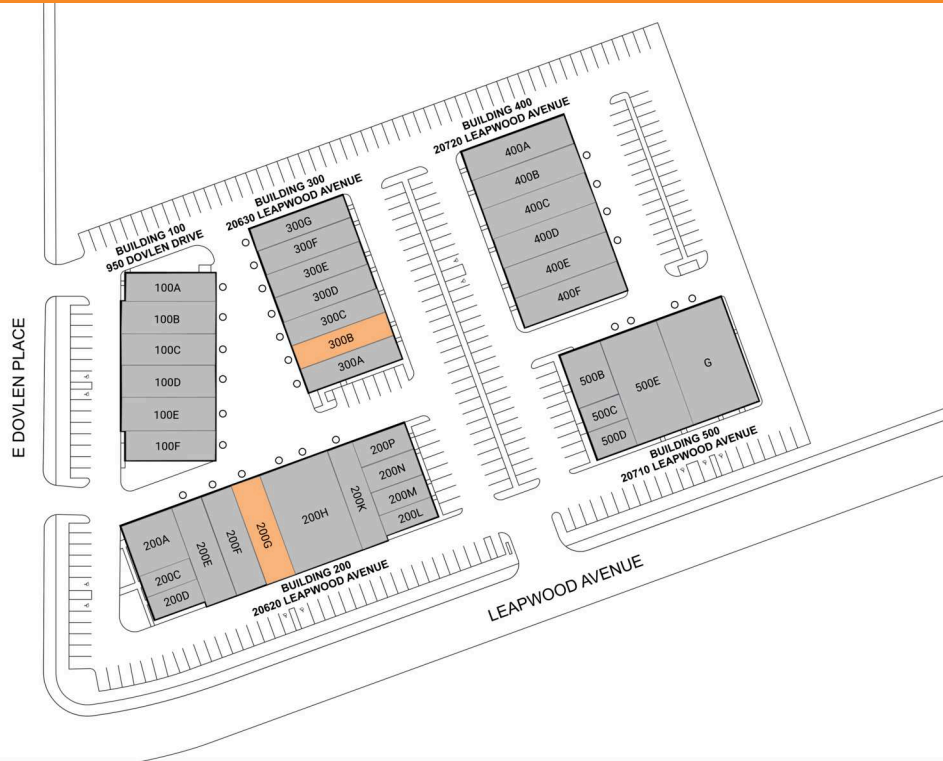 BUILDING 400
20720 LEAPWOOD AVENUE
400A
400B
400C
400D
400E
400F
BUILDING 300
20630 LEAPWOOD AVENUE
300G
300F
300E
300D
300C
300B
300A
BUILDING 100
950 DOVLEN DRIVE
100A
100B
100C
100D
100E
100F
E DOVLEN PLACE
500B
500C
500D
500E
G
BUILDING 500
20710 LEAPWOOD AVENUE
200A
200C
200D
200E
200F
200G
200H
200K
200P
200N
200M
200L
BUILDING 200
20620 LEAPWOOD AVENUE
LEAPWOOD AVENUE